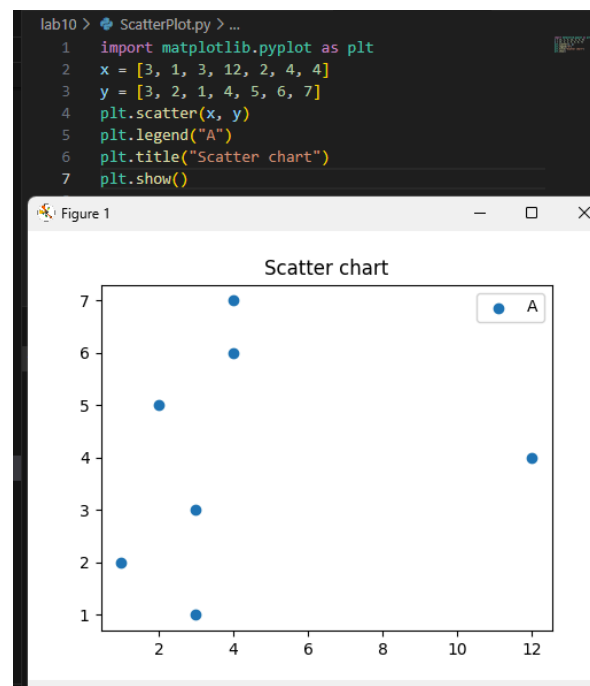 lab10 > ScatterPlot.py > ...
1 import matplotlib.pyplot as plt
2 x = [3, 1, 3, 12, 2, 4, 4]
3 y = [3, 2, 1, 4, 5, 6, 7]
4 plt.scatter(x, y)
5 plt.legend("A")
6 plt.title("Scatter chart")
7 plt.show()
Figure 1
Scatter chart
A
7
6
5
4
3
2
1
2 4 6 8 10 12